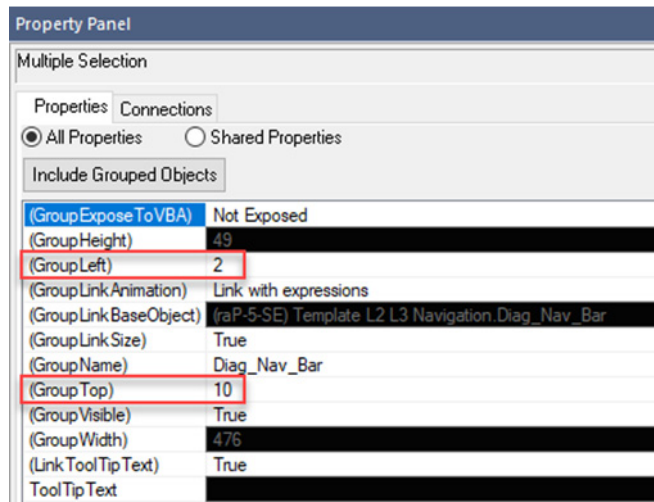 Property Panel
Multiple Selection
Properties Connections
All Properties Shared Properties
Include Grouped Objects
(GroupExposeToVBA) Not Exposed
(GroupHeight) 49
(GroupLeft) 2
(GroupLinkAnimation) Link with expressions
(GroupLinkBaseObject) (raP-5-SE) Template L2 L3 Navigation.Diag_Nav_Bar
(GroupLinkSize) True
(GroupName) Diag_Nav_Bar
(GroupTop) 10
(GroupVisible) True
(GroupWidth) 476
(LinkToolTipText) True
ToolTipText